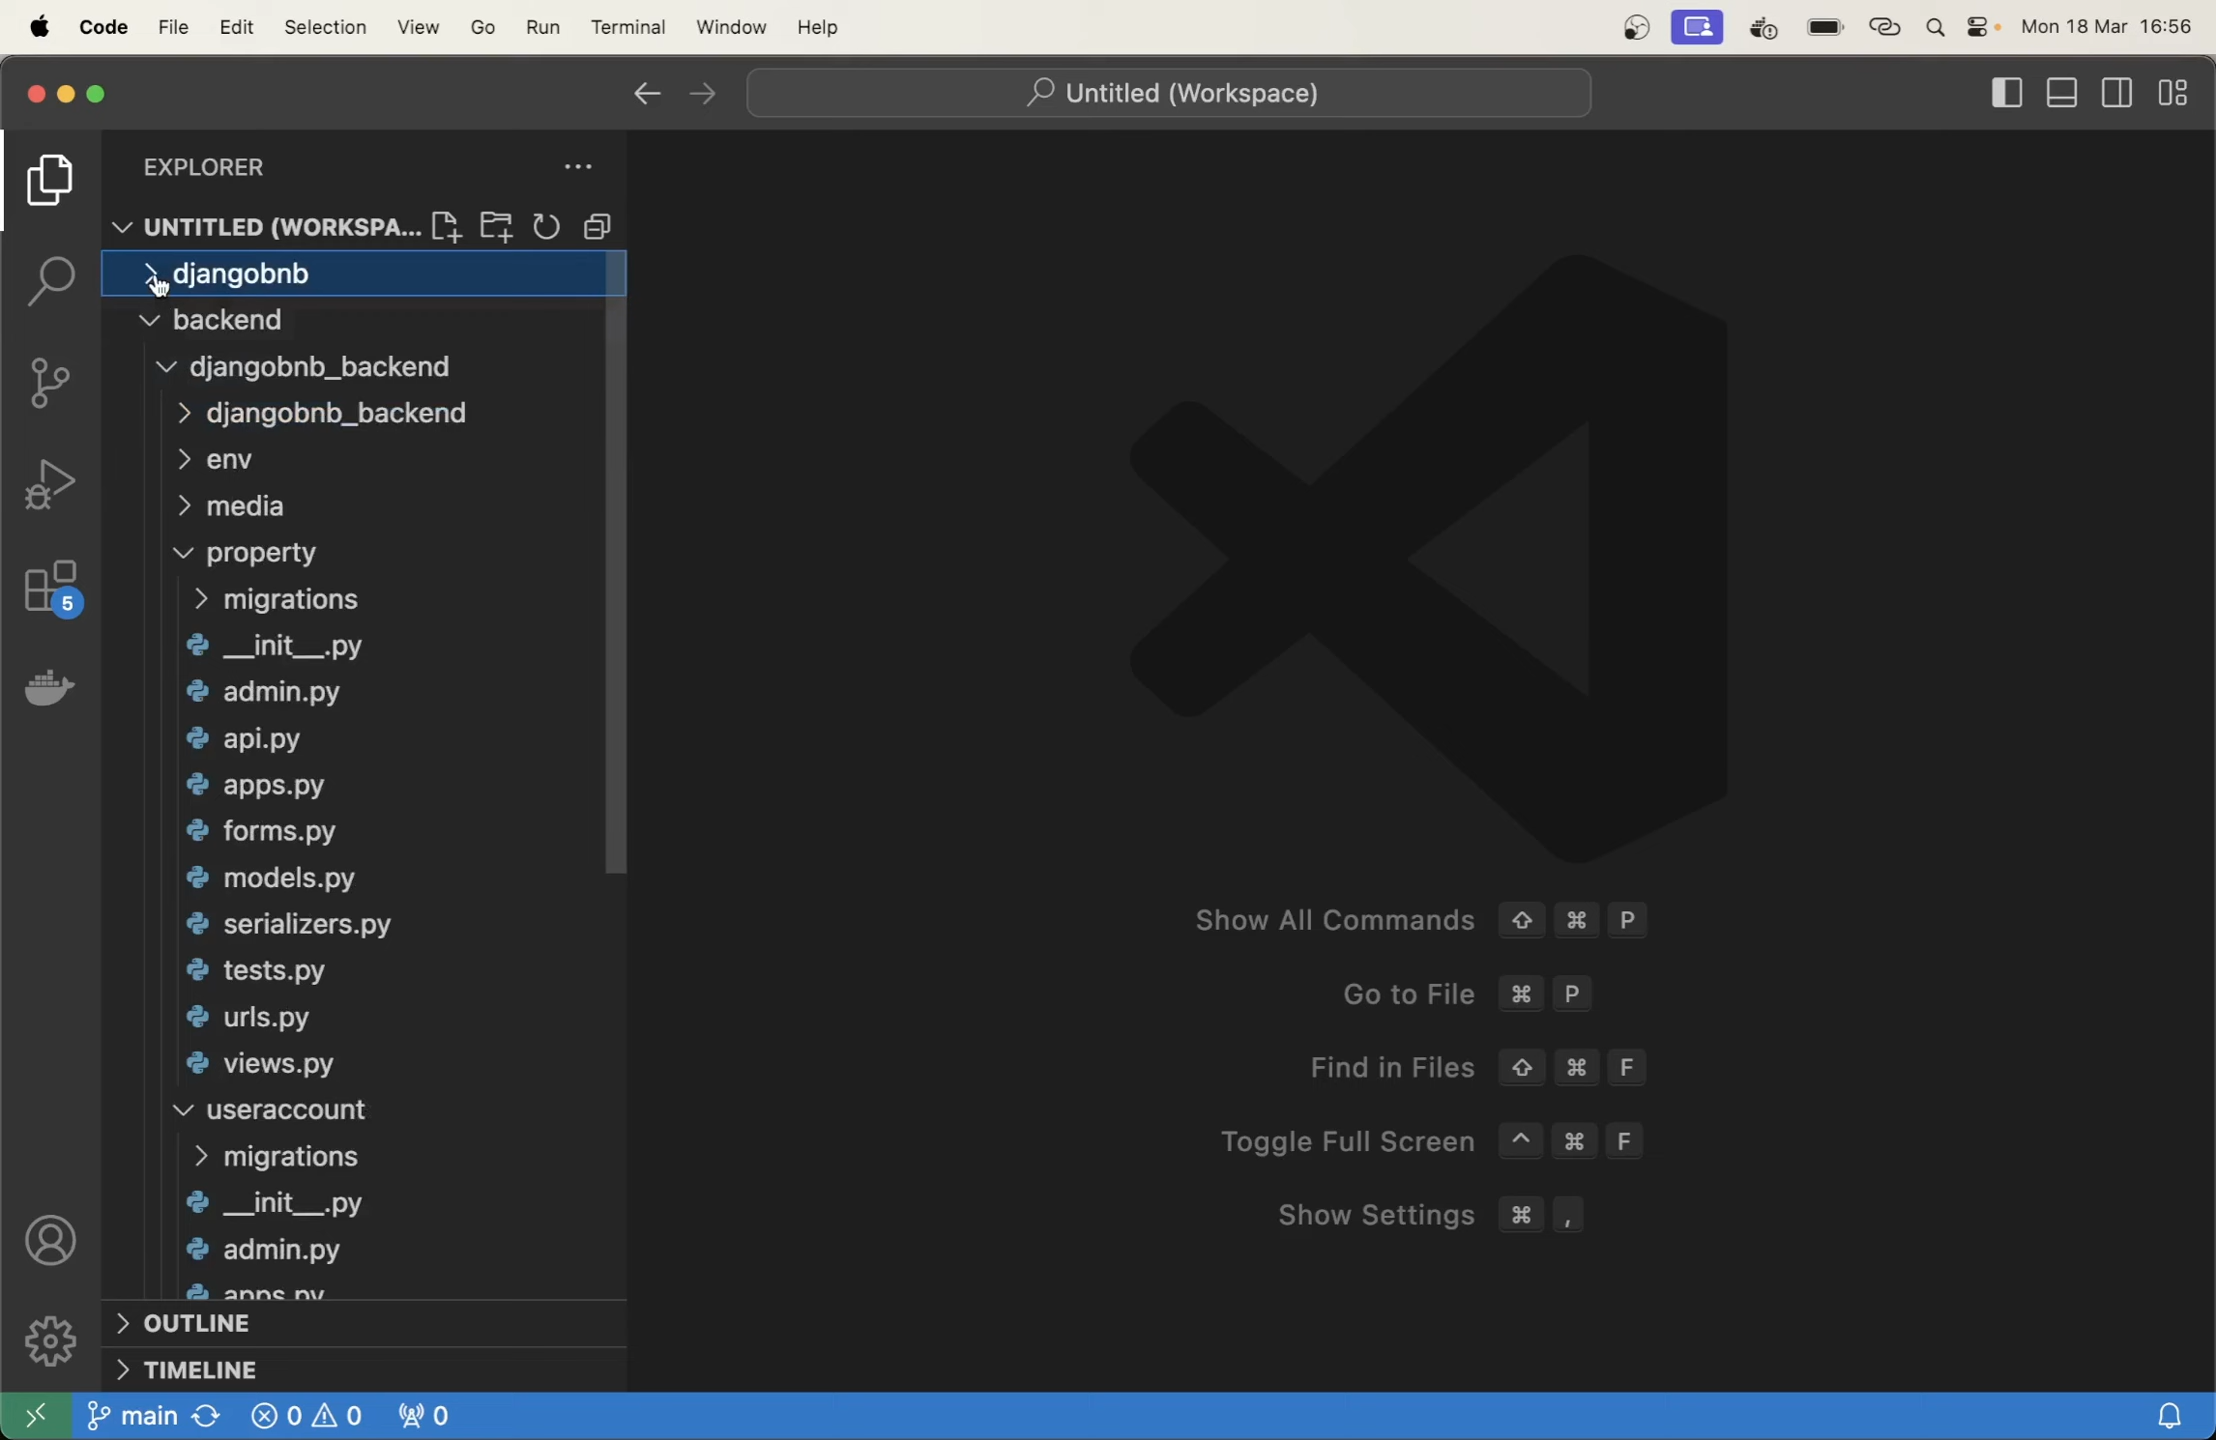 Code File Edit Selection View Go Run Terminal Window Help Mon 18 Mar 16:56
Untitled (Workspace)
EXPLORER
UNTITLED (WORKSPA...
djangobnb
backend
djangobnb_backend
djangobnb_backend
env
media
property
migrations
__init__.py
admin.py
api.py
apps.py
forms.py
models.py
serializers.py
tests.py
urls.py
views.py
useraccount
migrations
__init__.py
admin.py
apps.py
OUTLINE
TIMELINE
5
Show All Commands ⇧ ⌘ P
Go to File ⌘ P
Find in Files ⇧ ⌘ F
Toggle Full Screen ^ ⌘ F
Show Settings ⌘ ,
main 0 0 0